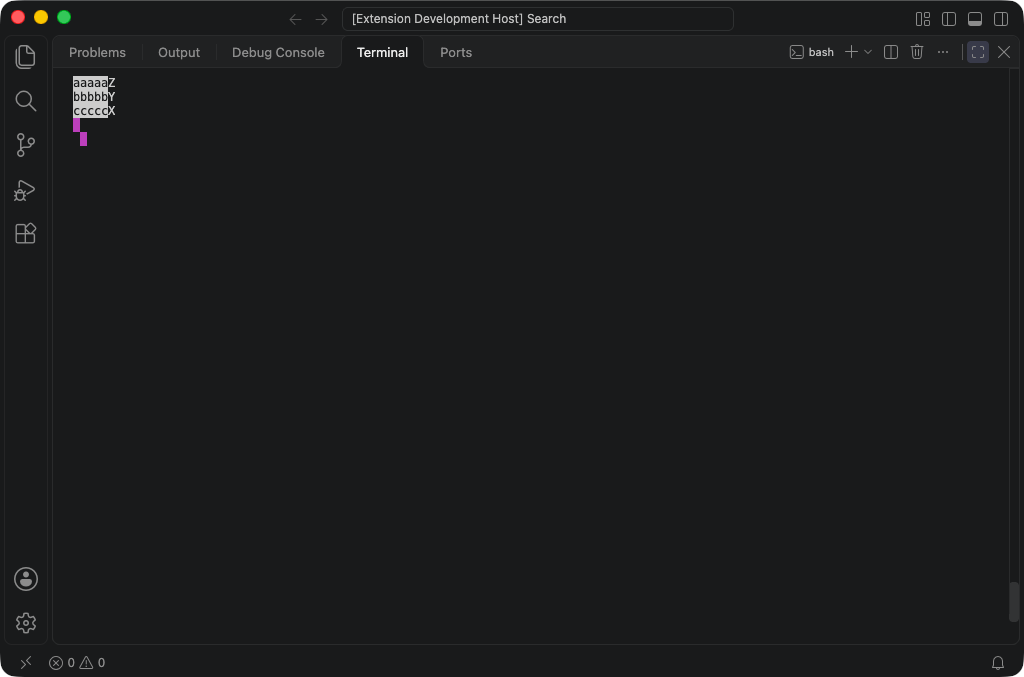 [Extension Development Host] Search
Problems
Output
Debug Console
Terminal
Ports
bash
aaaaaZ
bbbbbY
cccccX
0
0